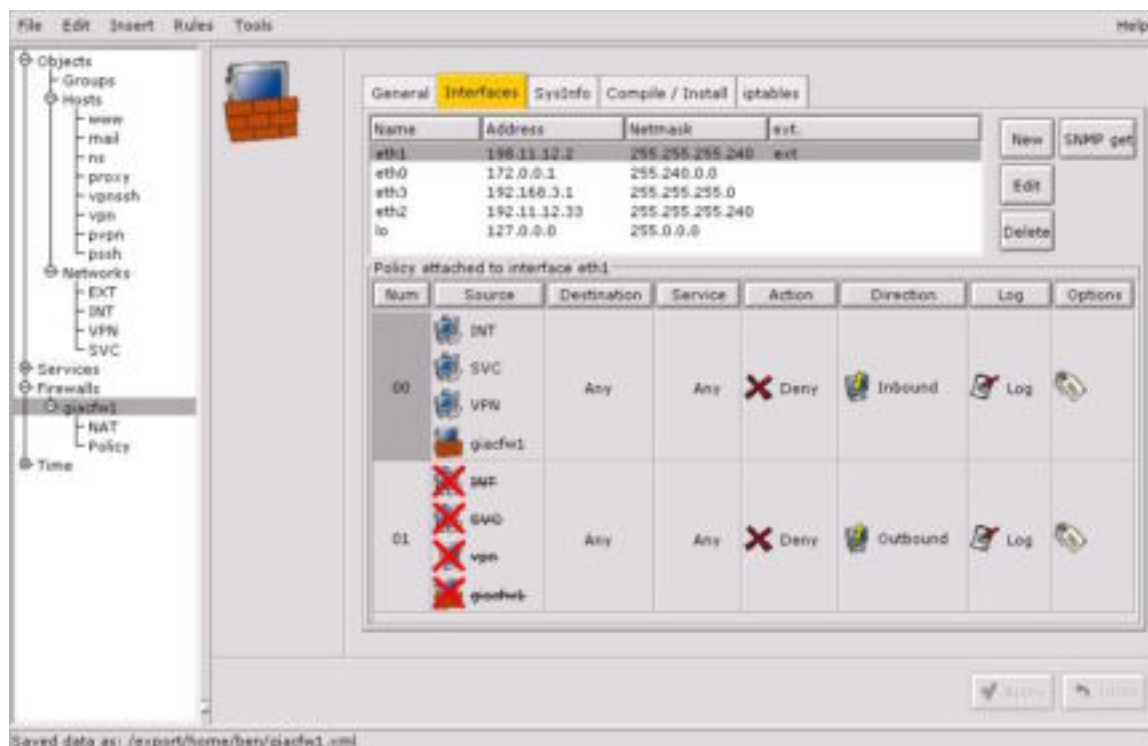 File Edit Insert Rules Tools Help
Objects
Groups
Hosts
www
mail
ns
proxy
vpnssh
vpn
pvpn
pssh
Networks
EXT
INT
VPN
SVC
Services
Firewalls
giacfw1
NAT
Policy
Time
General Interfaces SysInfo Compile / Install iptables
Name Address Netmask ext.
eth1 198.11.12.2 255.255.255.240 ext
eth0 172.0.0.1 255.240.0.0
eth3 192.168.3.1 255.255.255.0
eth2 192.11.12.33 255.255.255.240
lo 127.0.0.0 255.0.0.0
New SNMP get
Edit
Delete
Policy attached to interface eth1
Num Source Destination Service Action Direction Log Options
00 INT SVC VPN giacfw1 Any Any Deny Inbound Log
01 INT SVC vpn giacfw1 Any Any Deny Outbound Log
Apply Undo
Saved data as: /export/home/ben/giacfw1.xml